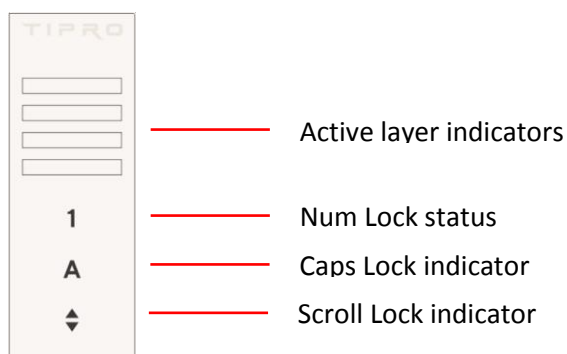 TIPRO
Active layer indicators
1
Num Lock status
A
Caps Lock indicator
Scroll Lock indicator